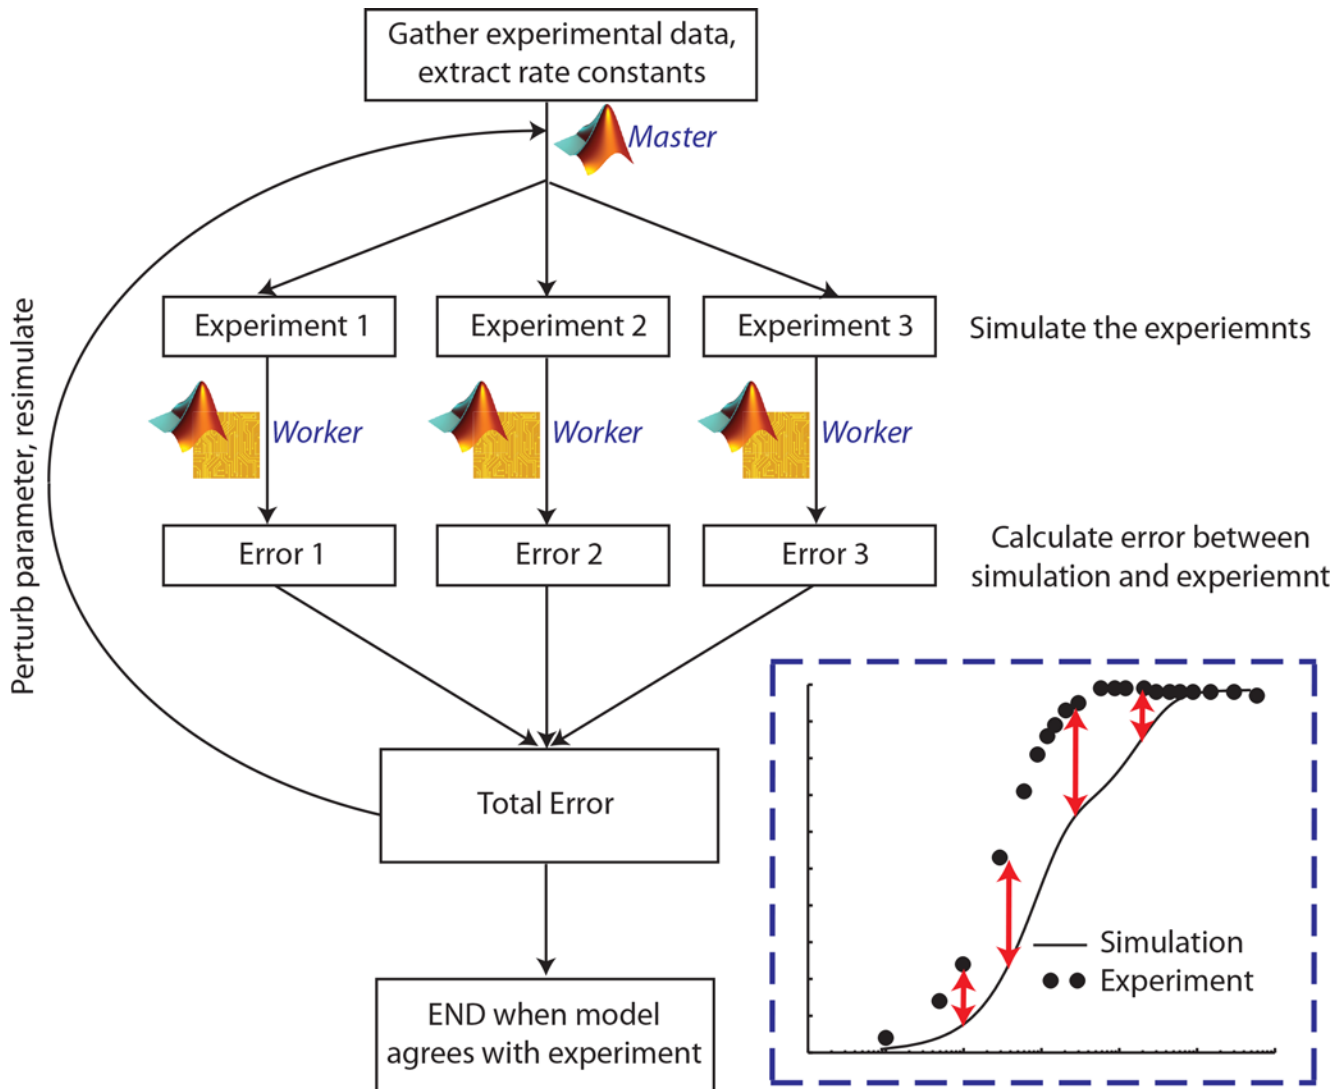 Gather experimental data,
extract rate constants
Master
Perturb parameter, resimulate
Experiment 1
Experiment 2
Experiment 3
Simulate the experiemnts
Worker
Worker
Worker
Error 1
Error 2
Error 3
Calculate error between
simulation and experiemnt
Total Error
Simulation
Experiment
END when model
agrees with experiment